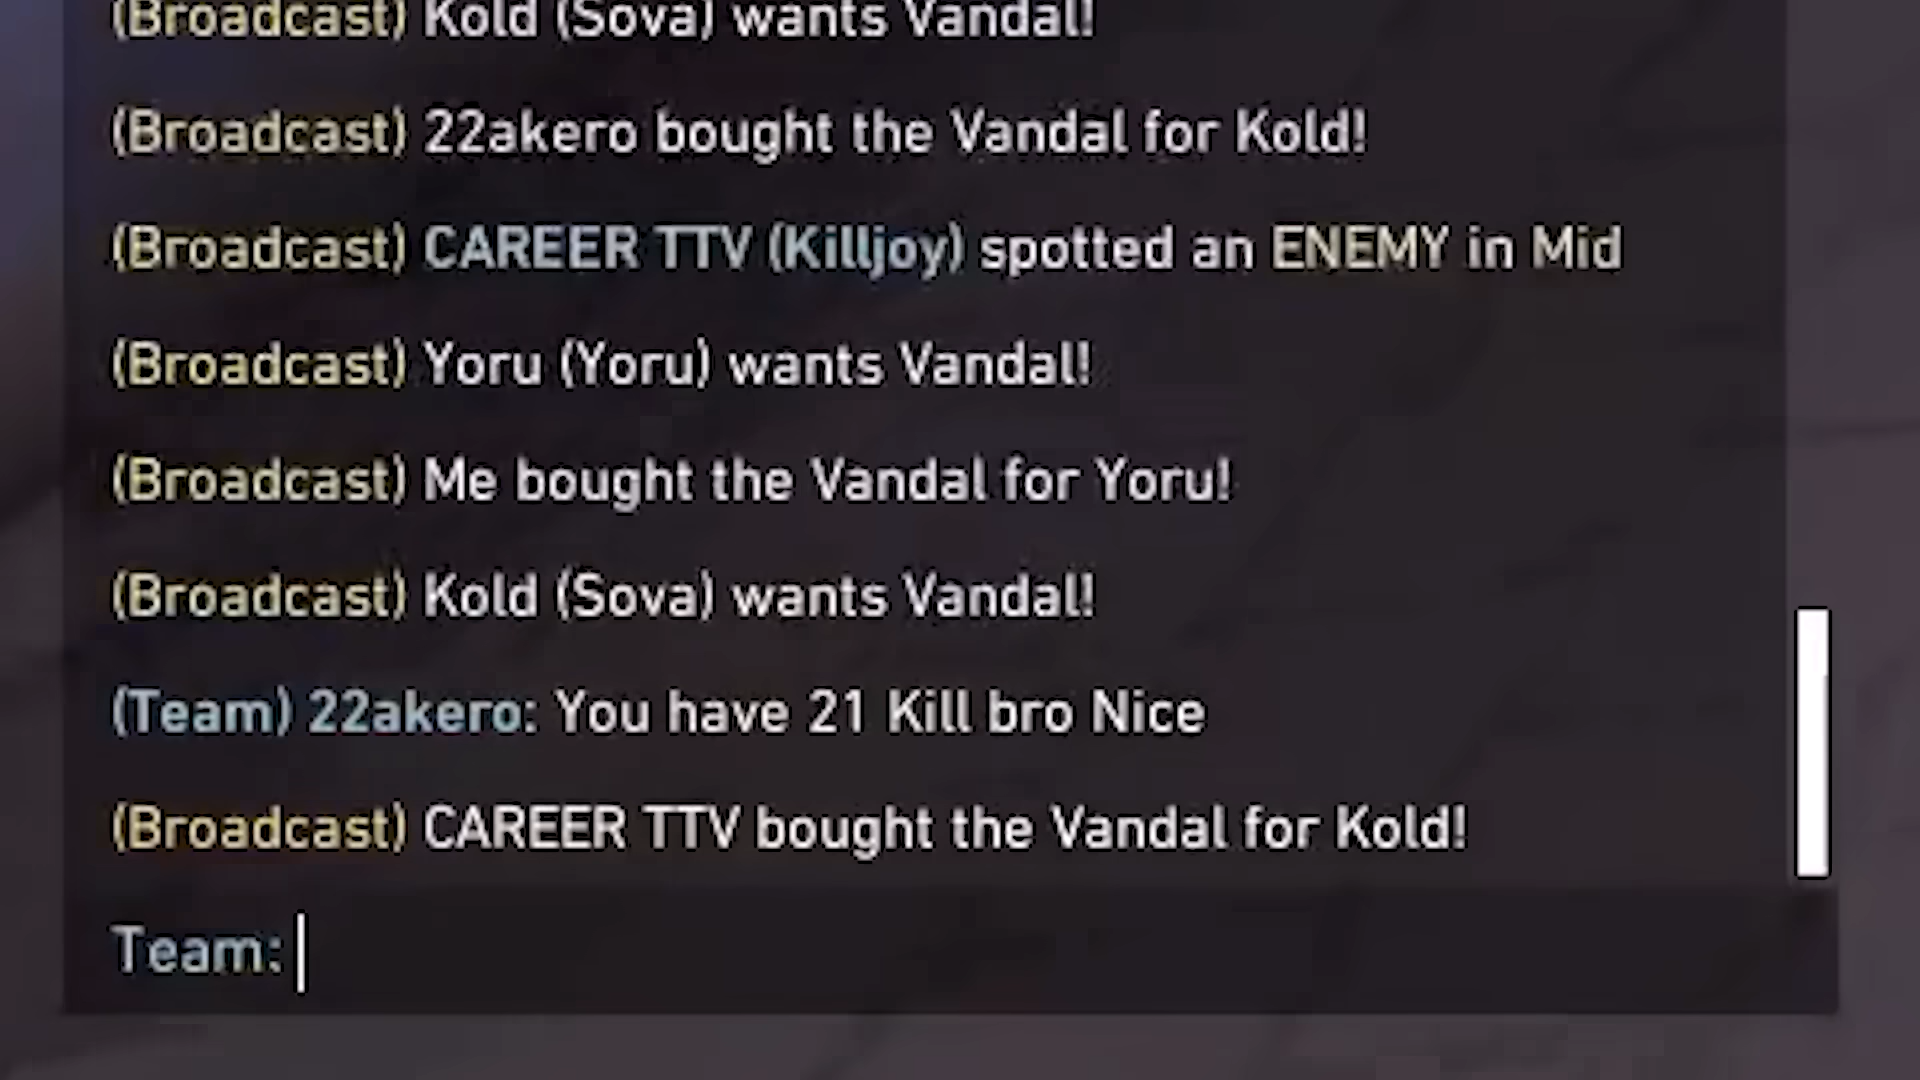 (Broadcast) Kold (Sova) wants Vandal!
(Broadcast) 22akero bought the Vandal for Kold!
(Broadcast) CAREER TTV (Killjoy) spotted an ENEMY in Mid
(Broadcast) Yoru (Yoru) wants Vandal!
(Broadcast) Me bought the Vandal for Yoru!
(Broadcast) Kold (Sova) wants Vandal!
(Team) 22akero: You have 21 Kill bro Nice
(Broadcast) CAREER TTV bought the Vandal for Kold!
Team: